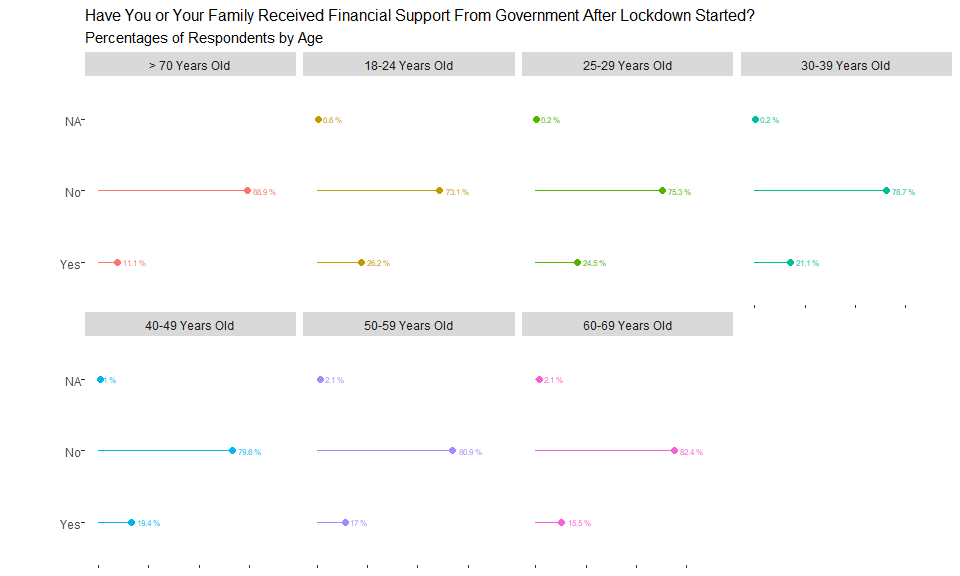 Have You or Your Family Received Financial Support From Government After Lockdown Started?
Percentages of Respondents by Age
> 70 Years Old
18-24 Years Old
25-29 Years Old
30-39 Years Old
NA
0.6 %
0.2 %
0.2 %
No
88.9 %
73.1 %
75.3 %
78.7 %
Yes
11.1 %
26.2 %
24.5 %
21.1 %
40-49 Years Old
50-59 Years Old
60-69 Years Old
NA
1 %
2.1 %
2.1 %
No
79.6 %
80.9 %
82.4 %
Yes
19.4 %
17 %
15.5 %